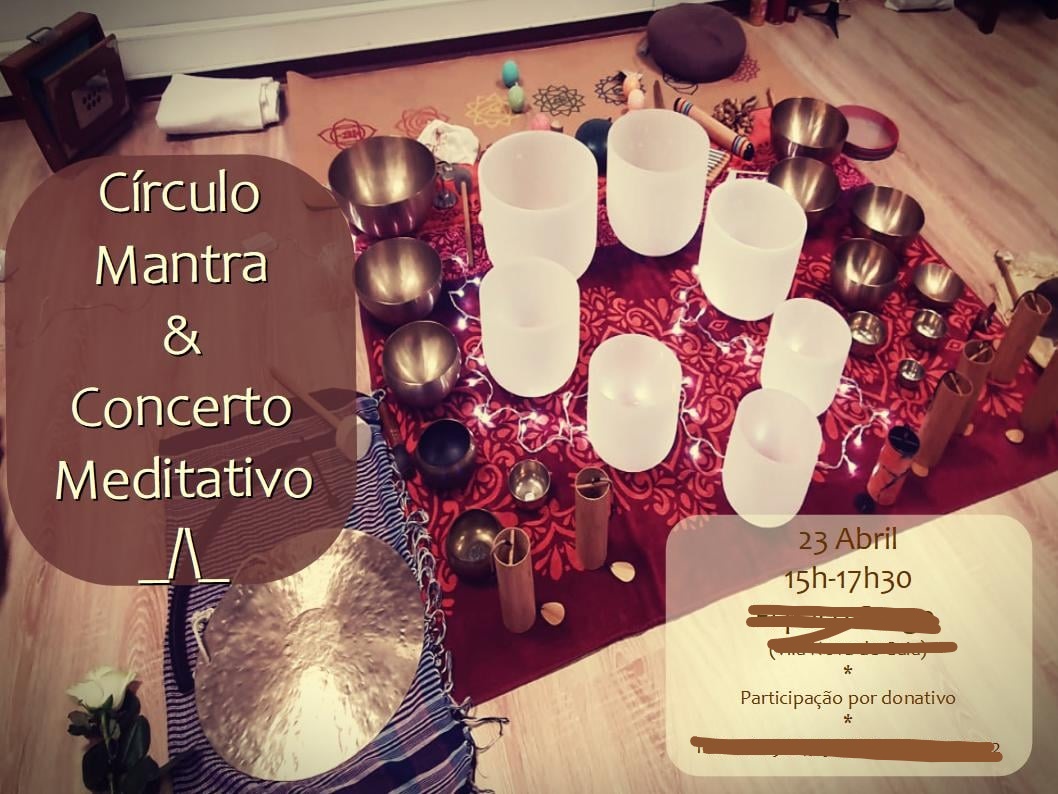 Círculo
Mantra
&
Concerto
Meditativo
_/\_
23 Abril
15h-17h30
*
Participação por donativo
*